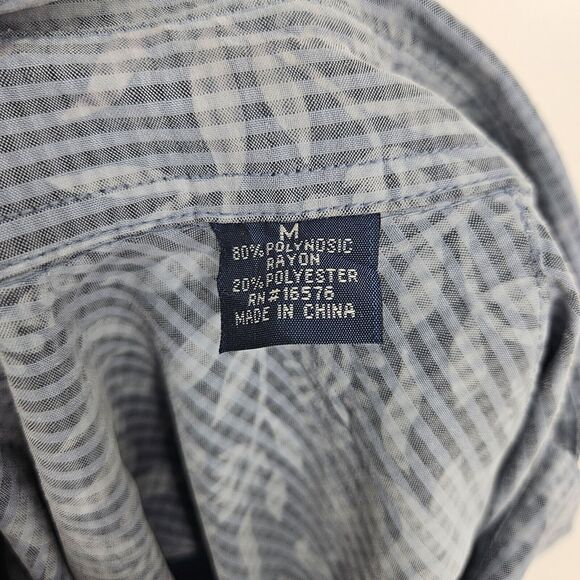 M
80% POLYNOSIC
RAYON
20% POLYESTER
RN#16576
MADE IN CHINA